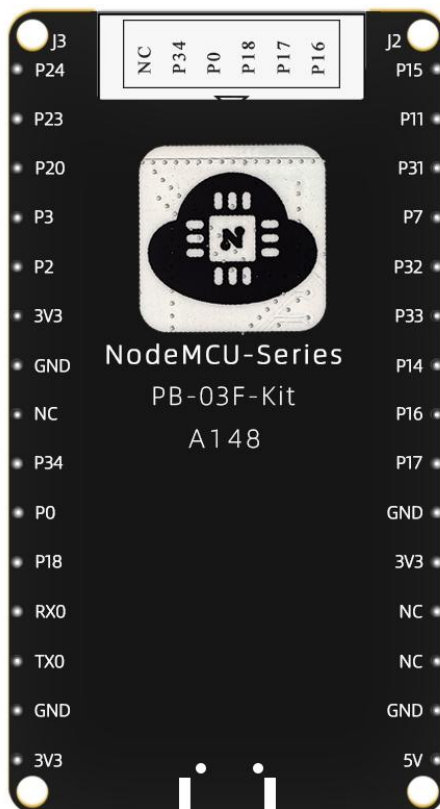 J3
J2
NC
P34
P0
P18
P17
P16
P24
P23
P20
P3
P2
3V3
GND
NC
P34
P0
P18
RX0
TX0
GND
3V3
P15
P11
P31
P7
P32
P33
P14
P16
P17
GND
3V3
NC
NC
GND
5V
NodeMCU-Series
PB-03F-Kit
A148